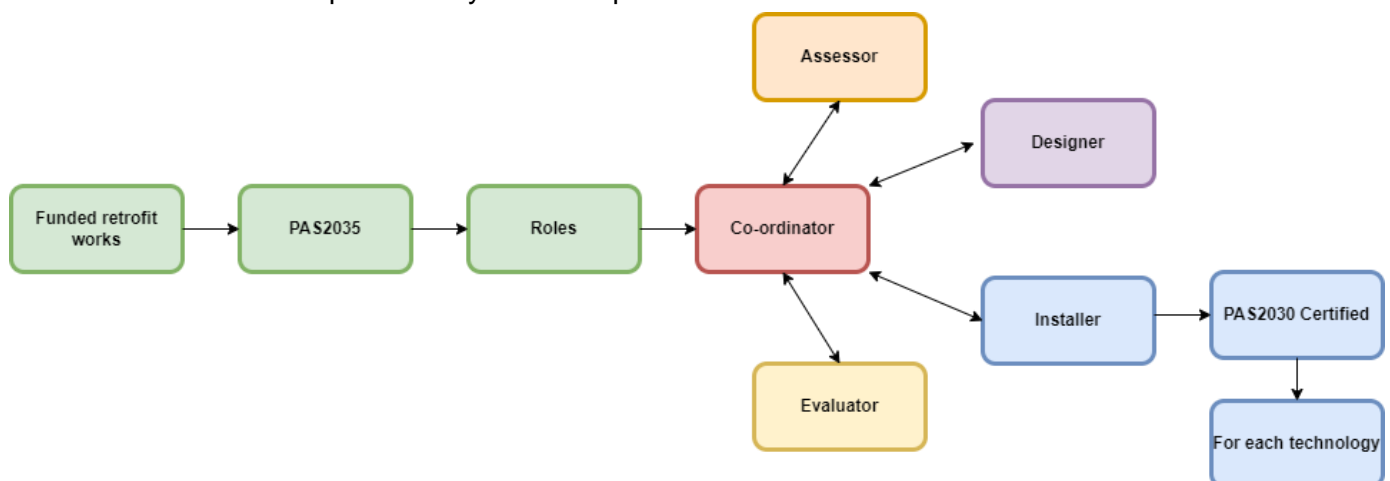 Assessor
Designer
Funded retrofit
works
PAS2035
Roles
Co-ordinator
Installer
PAS2030 Certified
Evaluator
For each technology